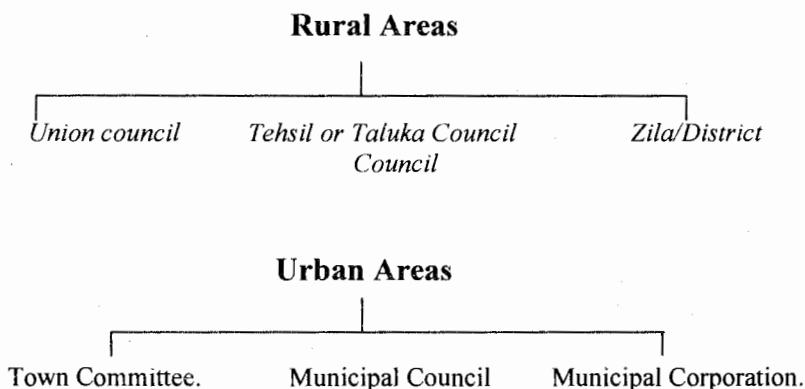 Rural Areas
Union council Tehsil or Taluka Council Zila/District
Council
Urban Areas
Town Committee. Municipal Council Municipal Corporation.